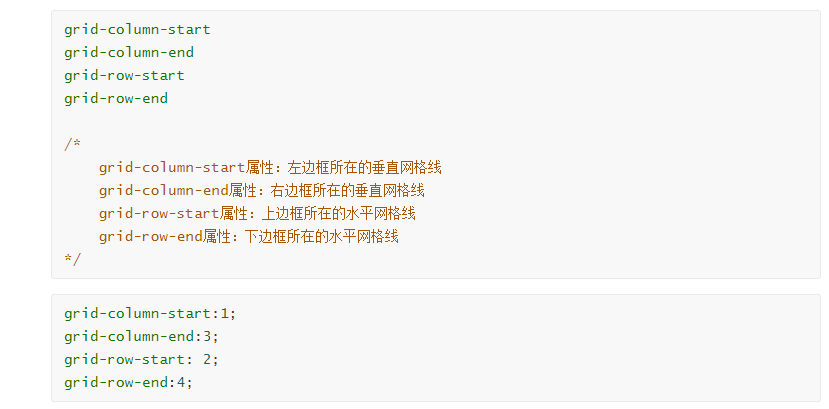 grid-column-start
grid-column-end
grid-row-start
grid-row-end
/*
grid-column-start属性：左边框所在的垂直网格线
grid-column-end属性：右边框所在的垂直网格线
grid-row-start属性：上边框所在的水平网格线
grid-row-end属性：下边框所在的水平网格线
*/
grid-column-start:1;
grid-column-end:3;
grid-row-start: 2;
grid-row-end:4;